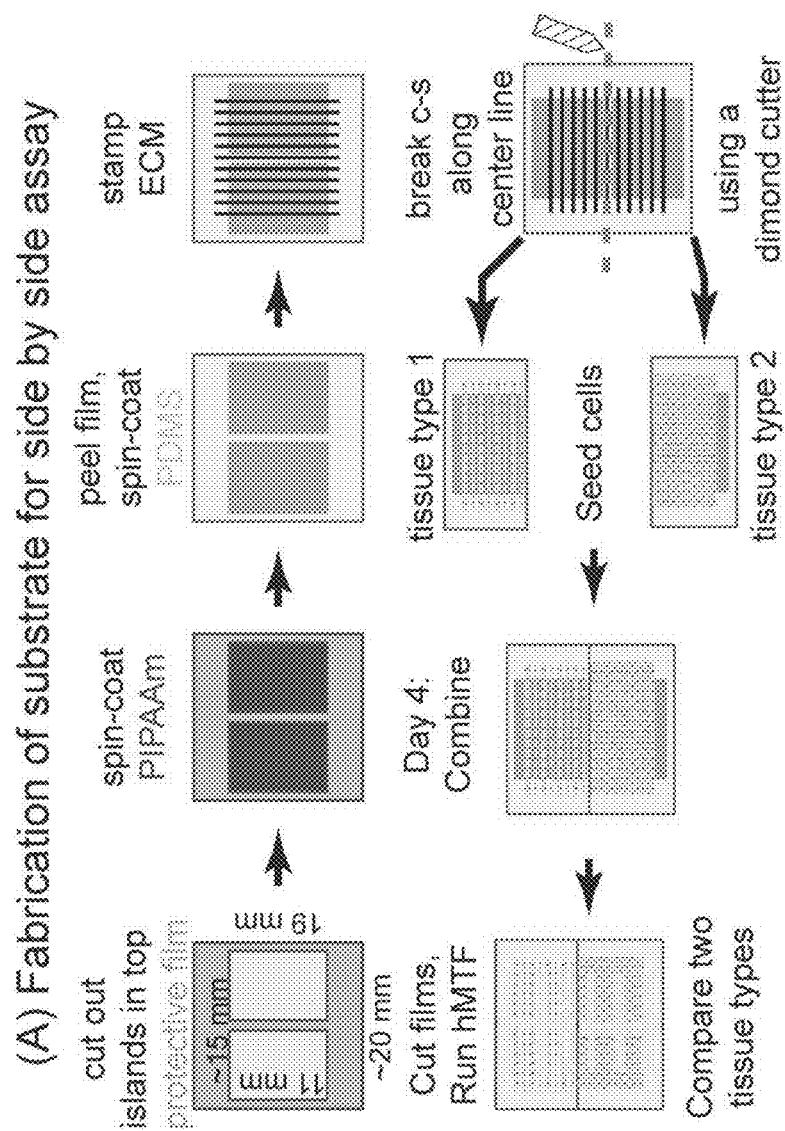 (A) Fabrication of substrate for side by side assay
cut out
islands in top
protective film
~15 mm
11 mm
19 mm
~20 mm
spin-coat
PIPAAm
peel film,
spin-coat
PDMS
stamp
ECM
break c-s
along
center line
using a
dimond cutter
tissue type 1
Seed cells
tissue type 2
Day 4:
Combine
Cut films,
Run hMTF
Compare two
tissue types